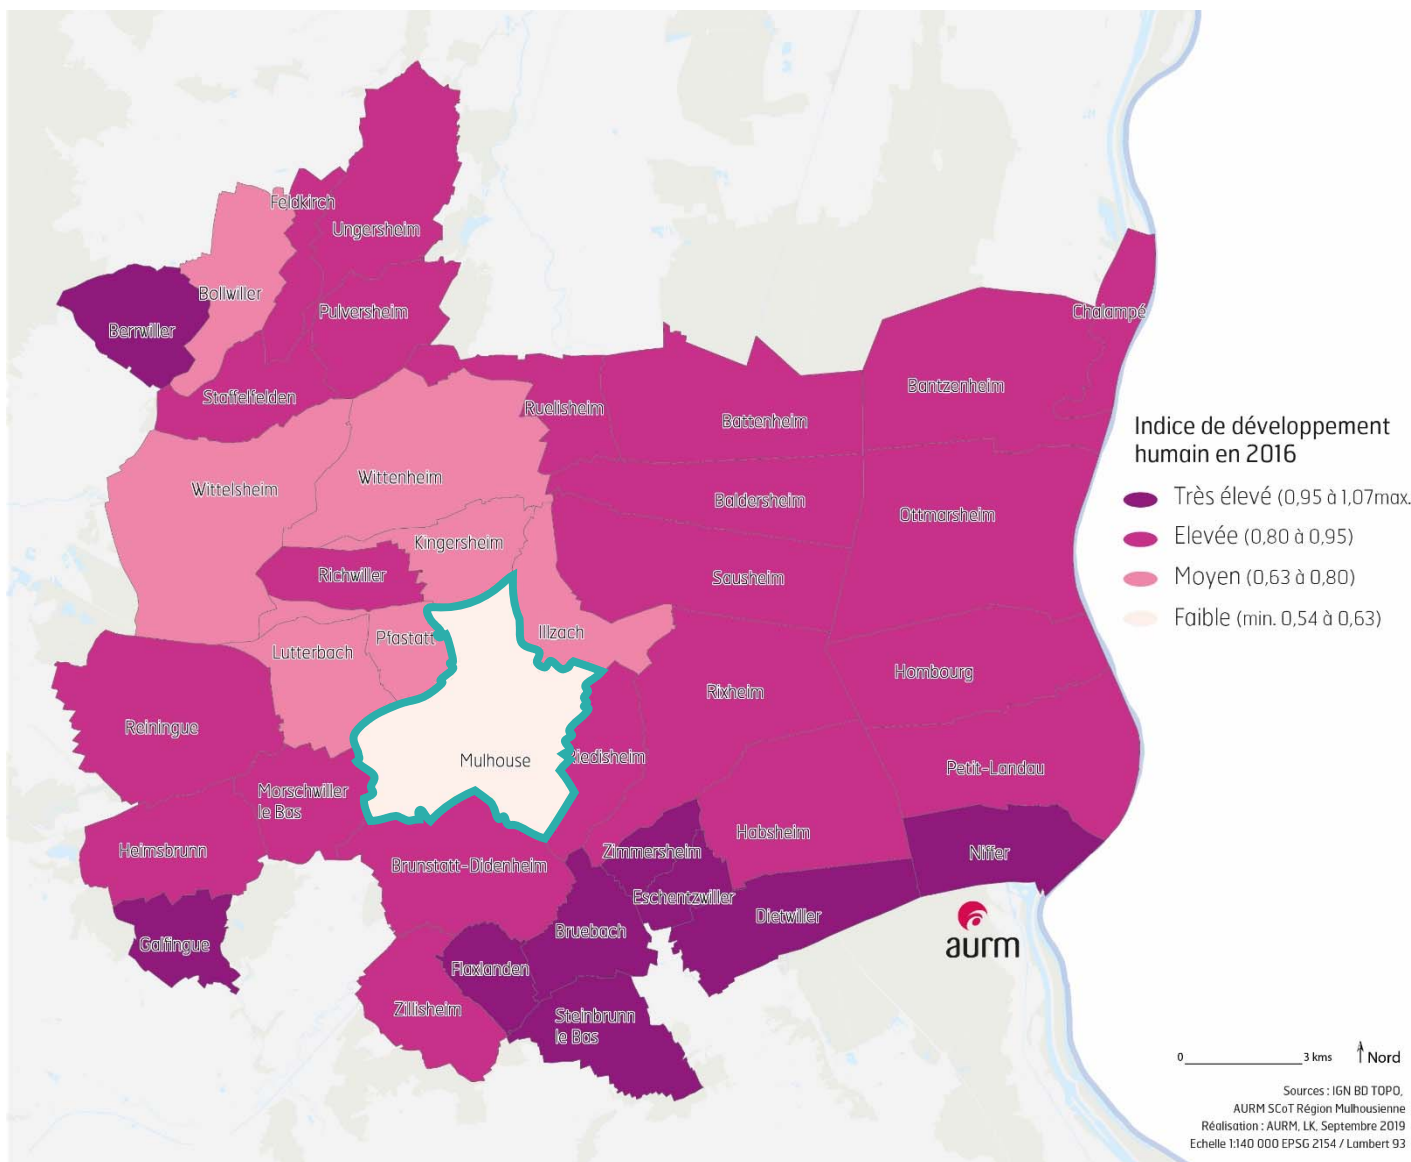 Feldkirch
Ungersheim
Bollwiller
Pulversheim
Berrwiller
Chalampé
Staffelfelden
Ruelisheim
Battenheim
Bantzenheim
Indice de développement
humain en 2016
Très élevé (0,95 à 1,07max.
Elevée (0,80 à 0,95)
Moyen (0,63 à 0,80)
Faible (min. 0,54 à 0,63)
Wittelsheim
Wittenheim
Baldersheim
Ottmarsheim
Kingersheim
Richwiller
Sausheim
Pfastatt
Illzach
Lutterbach
Rixheim
Hombourg
Reiningue
Mulhouse
Riedisheim
Petit-Landau
Morschwiller
le Bas
Heimsbrunn
Brunstatt-Didenheim
Zimmersheim
Habsheim
Niffer
Eschentzwiller
Dietwiller
Galfingue
Bruebach
Flaxlanden
Zillisheim
Steinbrunn
le Bas
aurm
0 3 kms Nord
Sources : IGN BD TOPO,
AURM SCoT Région Mulhousienne
Réalisation : AURM, LK, Septembre 2019
Echelle 1:140 000 EPSG 2154 / Lambert 93